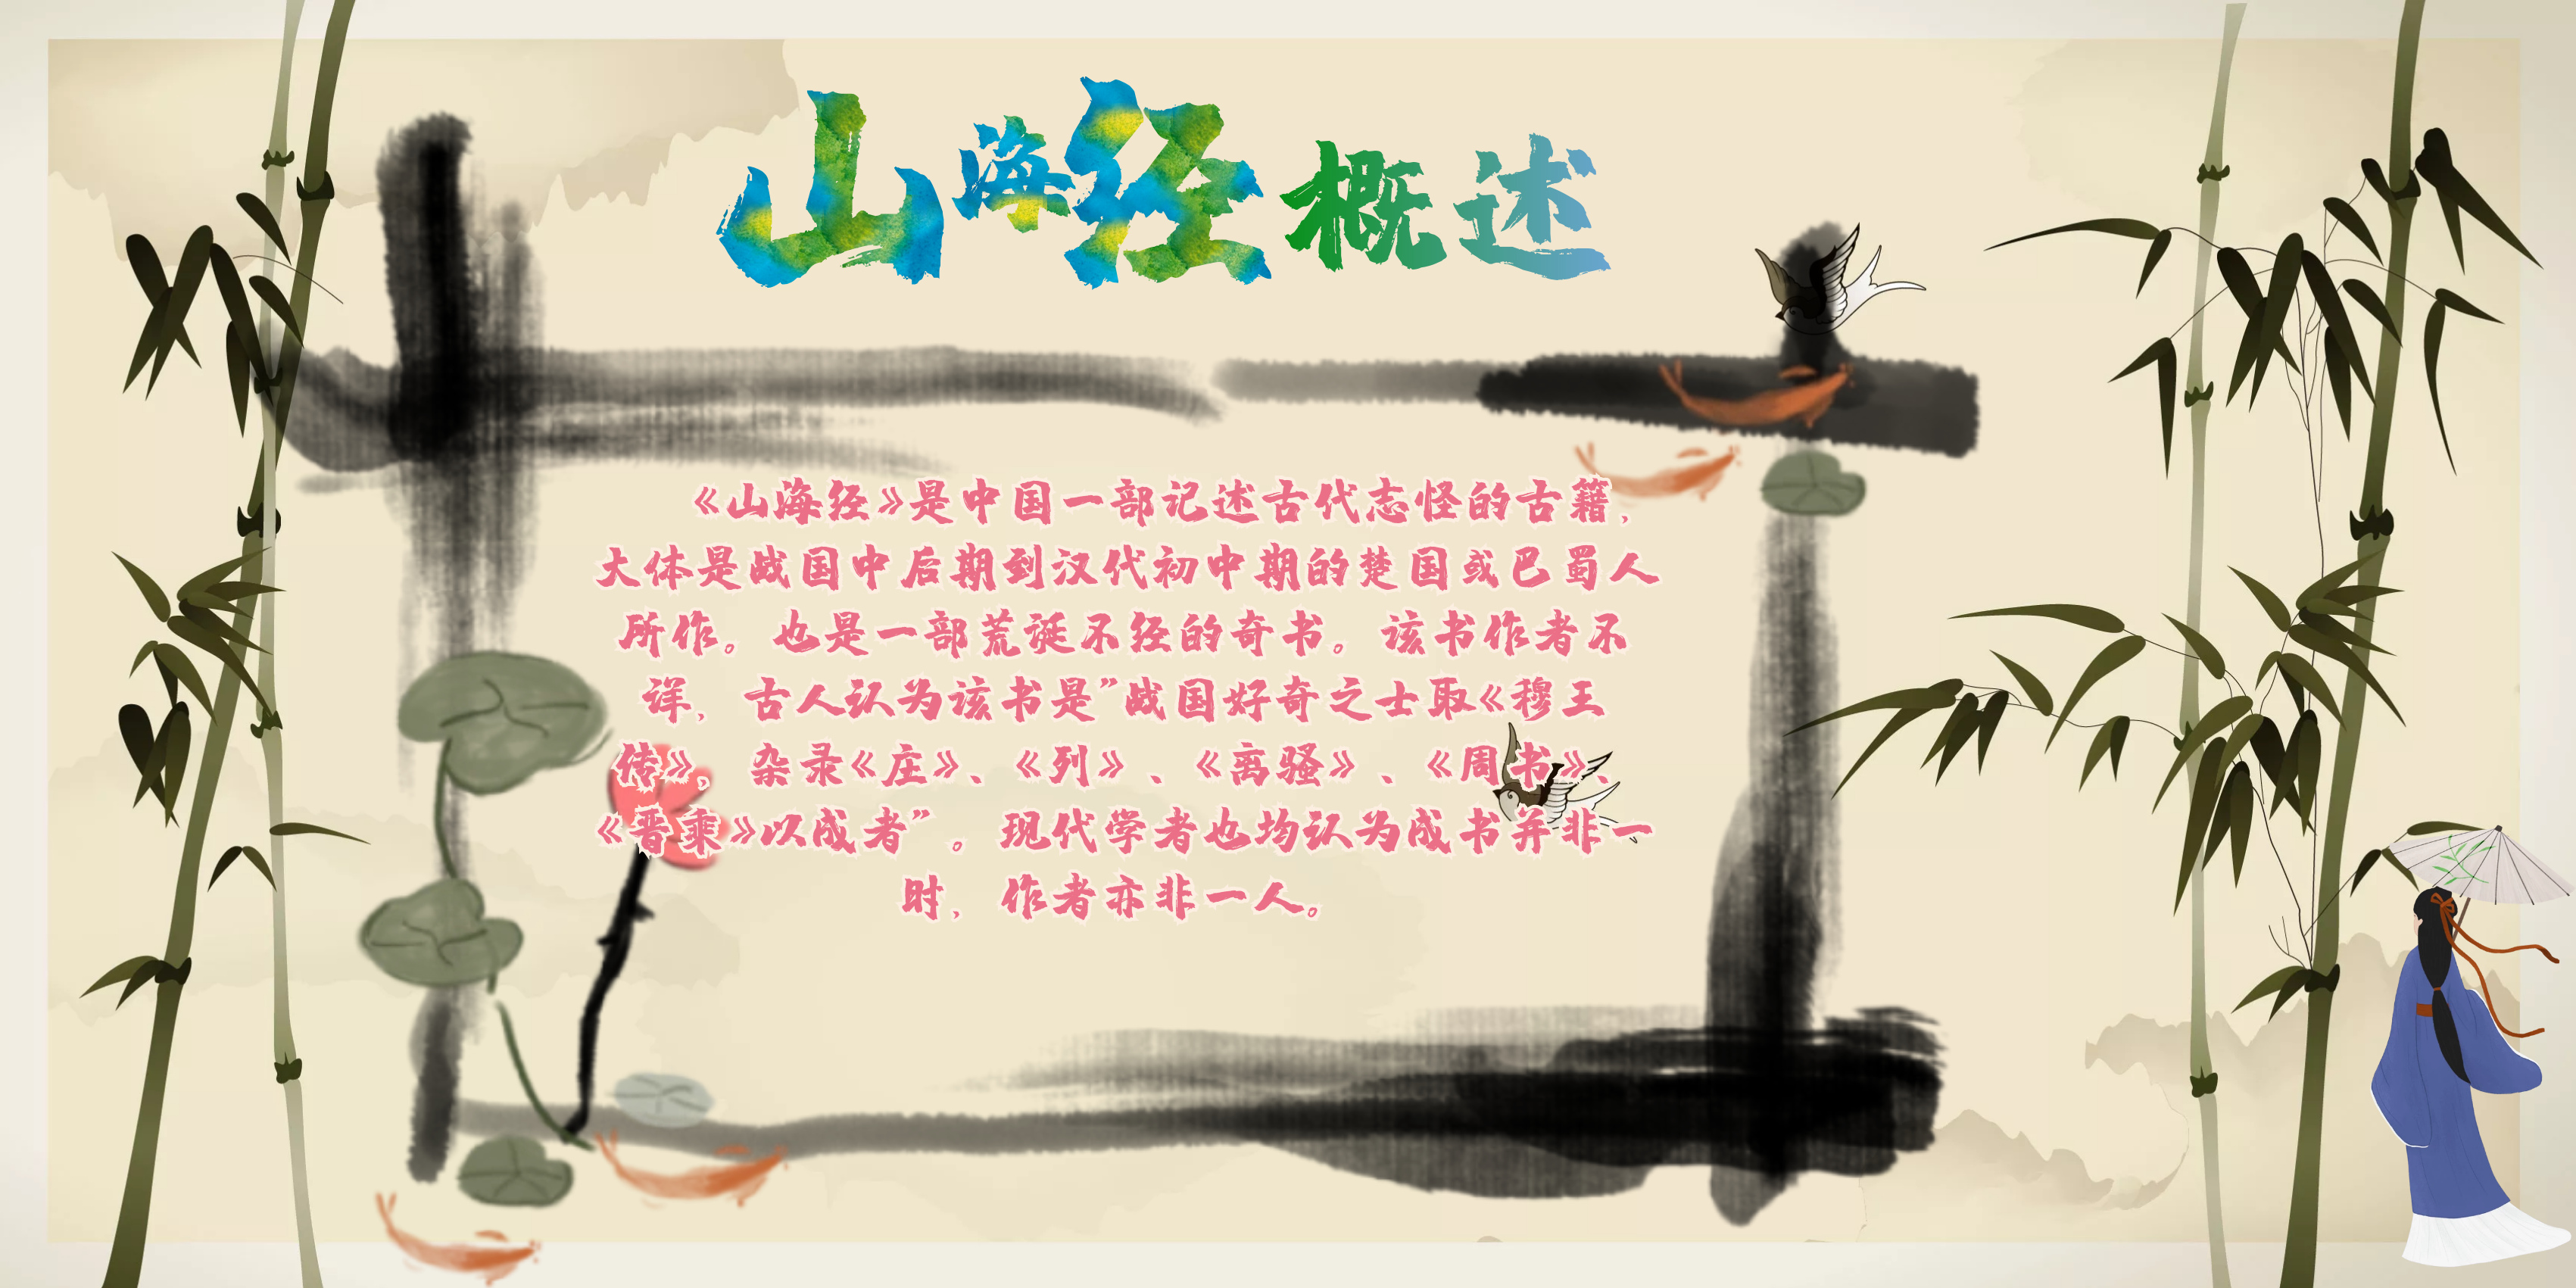 山海经概述
《山海经》是中国一部记述古代志怪的古籍，
大体是战国中后期到汉代初中期的楚国或巴蜀人
所作。也是一部荒诞不经的奇书。该书作者不
详，古人认为该书是”战国好奇之士取《穆王
传》，杂录《庄》、《列》、《离骚》、《周书》、
《晋乘》以成者”。现代学者也均认为成书并非一
时，作者亦非一人。